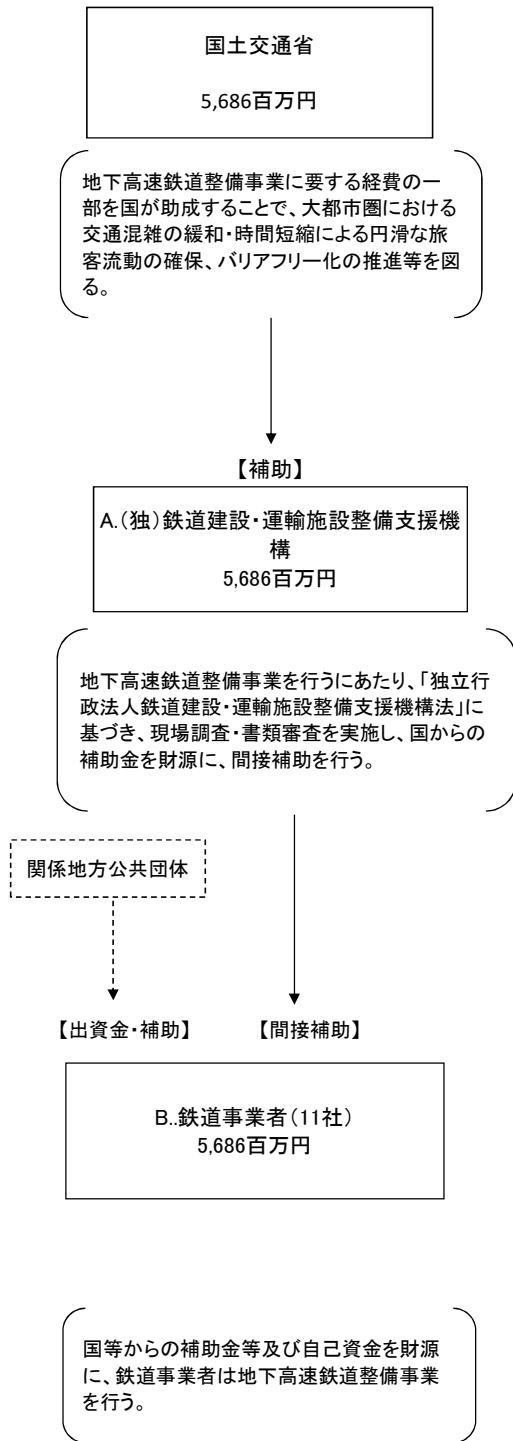 国土交通省
5,686百万円
地下高速鉄道整備事業に要する経費の一
部を国が助成することで、大都市圏における
交通混雑の緩和・時間短縮による円滑な旅
客流動の確保、バリアフリー化の推進等を図
る。
【補助】
A.(独)鉄道建設・運輸施設整備支援機
構
5,686百万円
地下高速鉄道整備事業を行うにあたり、「独立行
政法人鉄道建設・運輸施設整備支援機構法」に
基づき、現場調査・書類審査を実施し、国からの
補助金を財源に、間接補助を行う。
関係地方公共団体
【出資金・補助】 【間接補助】
B..鉄道事業者(11社)
5,686百万円
国等からの補助金等及び自己資金を財源
に、鉄道事業者は地下高速鉄道整備事業
を行う。